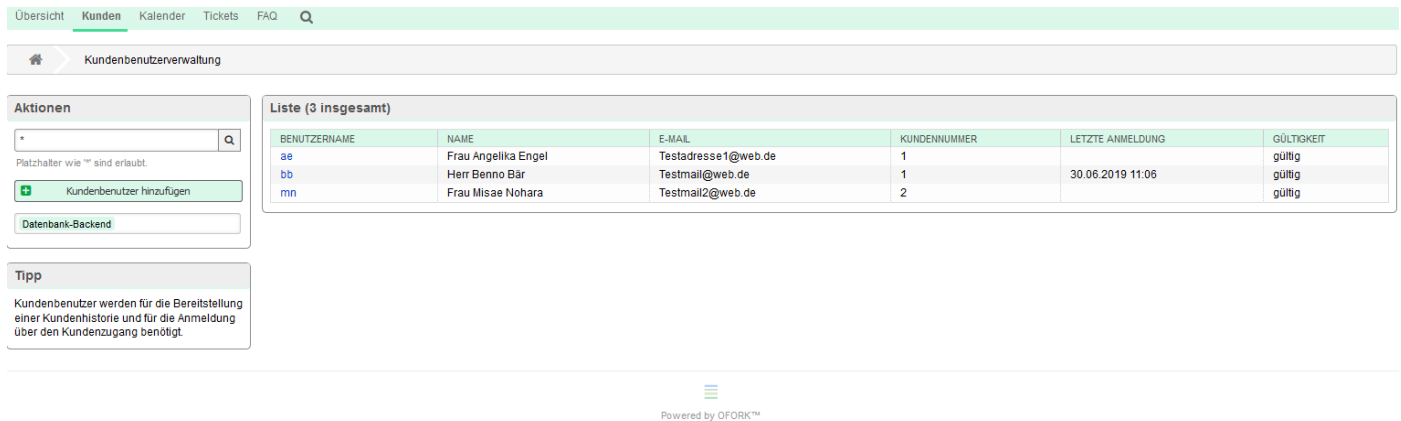 Übersicht Kunden Kalender Tickets FAQ
Kundenbenutzerverwaltung
Aktionen
*
Platzhalter wie '*' sind erlaubt.
Kundenbenutzer hinzufügen
Datenbank-Backend
Tipp
Kundenbenutzer werden für die Bereitstellung
einer Kundenhistorie und für die Anmeldung
über den Kundenzugang benötigt.
Liste (3 insgesamt)
BENUTZERNAME NAME E-MAIL KUNDENNUMMER LETZTE ANMELDUNG GÜLTIGKEIT
ae Frau Angelika Engel Testadresse1@web.de 1 gültig
bb Herr Benno Bär Testmail@web.de 1 30.06.2019 11:06 gültig
mn Frau Misae Nohara Testmail2@web.de 2 gültig
Powered by OFORK™